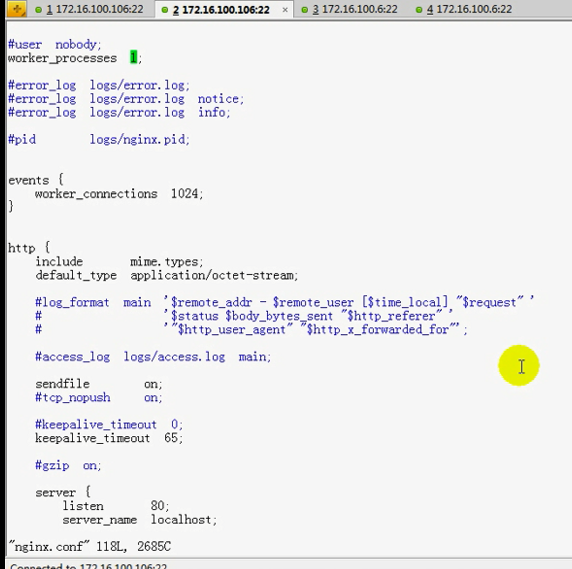 1 172.16.100.106:22 2 172.16.100.106:22 × 3 172.16.100.6:22 4 172.16.100.6:22
#user  nobody;
worker_processes  1;
#error_log  logs/error.log;
#error_log  logs/error.log  notice;
#error_log  logs/error.log  info;
#pid        logs/nginx.pid;
events {
    worker_connections  1024;
}
http {
    include       mime.types;
    default_type  application/octet-stream;
    #log_format  main  '$remote_addr - $remote_user [$time_local] "$request" '
    #                  '$status $body_bytes_sent "$http_referer" '
    #                  '"$http_user_agent" "$http_x_forwarded_for"';
    #access_log  logs/access.log  main;
    sendfile        on;
    #tcp_nopush     on;
    #keepalive_timeout  0;
    keepalive_timeout  65;
    #gzip  on;
    server {
        listen       80;
        server_name  localhost;
"nginx.conf" 118L, 2685C
Connected to 172.16.100.106:22